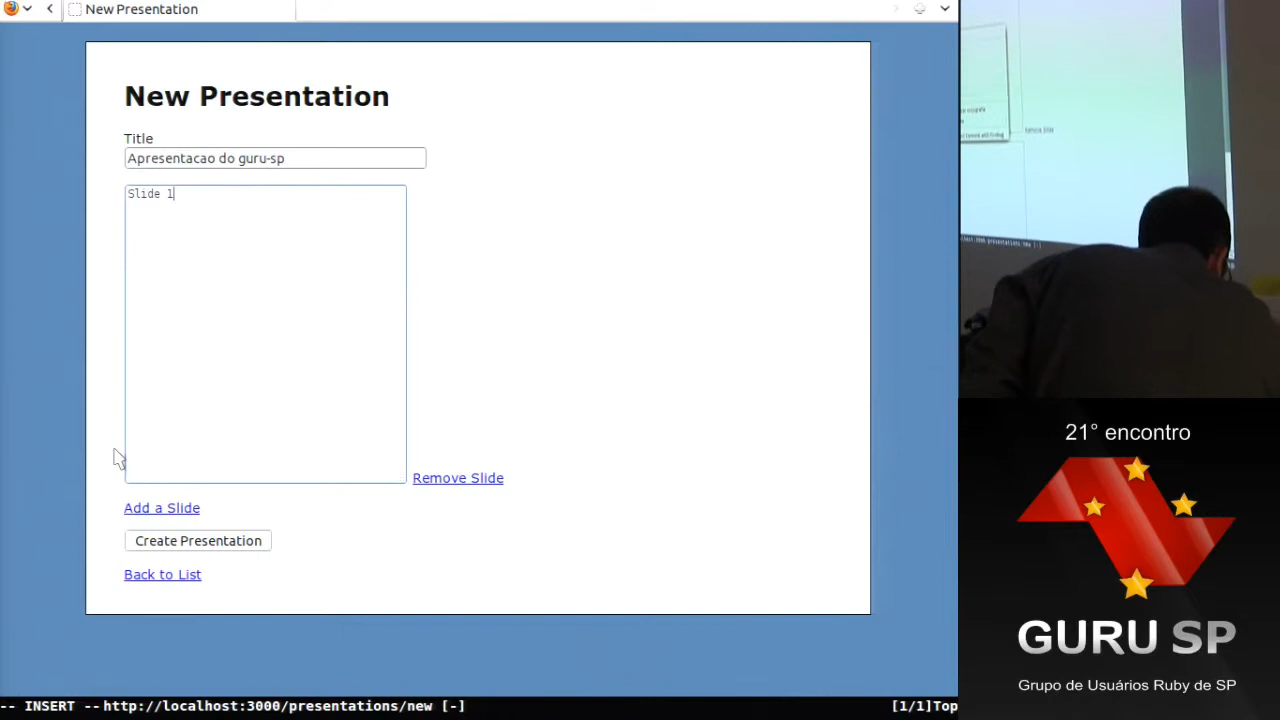 New Presentation
New Presentation
Title
Apresentacao do guru-sp
Slide 1
Remove Slide
Add a Slide
Create Presentation
Back to List
-- INSERT --http://localhost:3000/presentations/new [-] [1/1]Top
21° encontro
GURU SP
Grupo de Usuários Ruby de SP